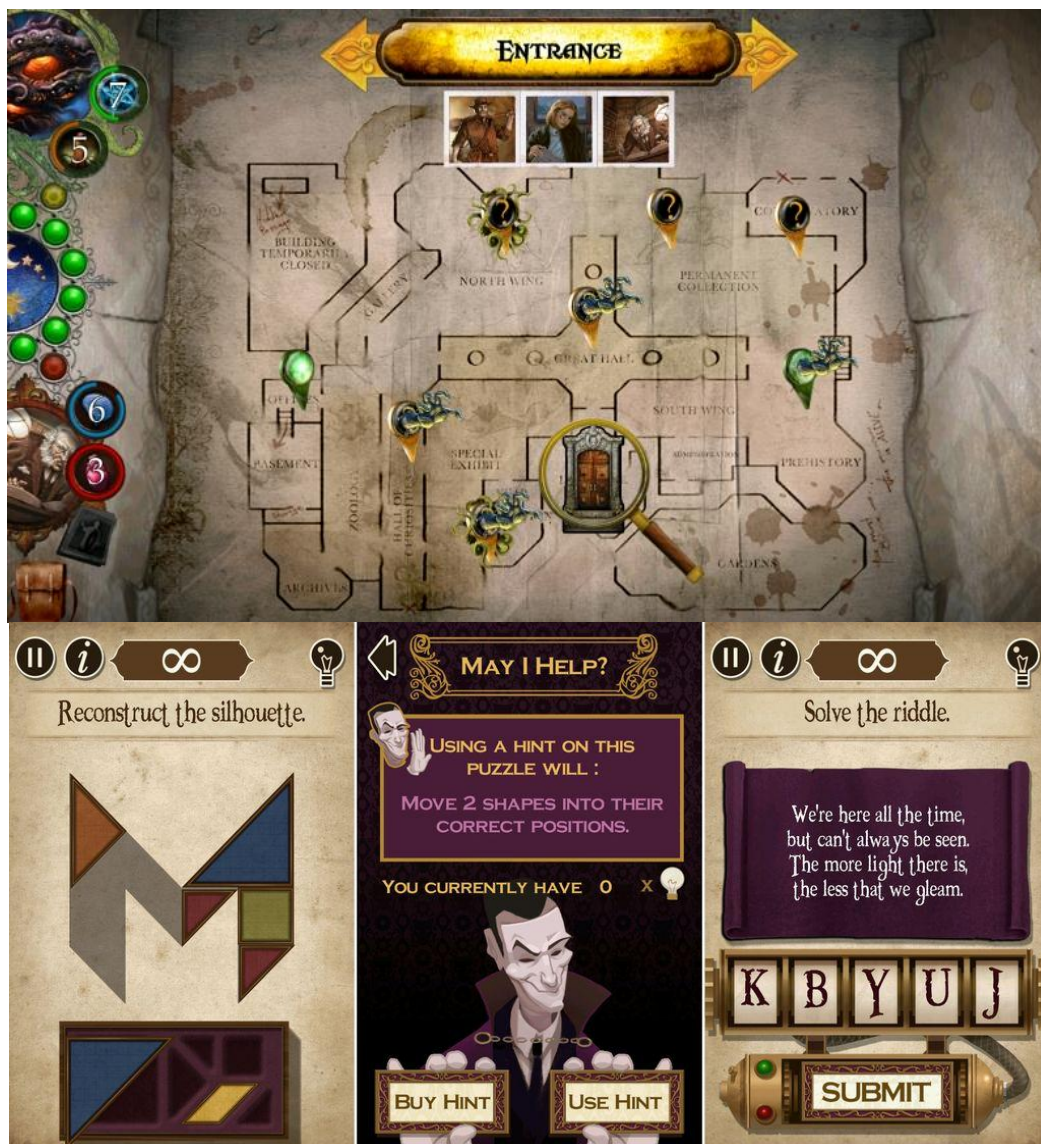 ENTRANCE
7
5
BUILDING
TEMPORARILY
CLOSED
GALLERY
NORTH WING
?
?
?
PERMANENT
COLLECTION
GREAT HALL
SOUTH WING
6
3
BASEMENT
ZOOLOGY
HALL OF
CURIOSITIES
SPECIAL
EXHIBIT
ADMINISTRATION
PREHISTORY
ARCHIVES
GARDENS
i
∞
Reconstruct the silhouette.
MAY I HELP?
USING A HINT ON THIS
PUZZLE WILL :
MOVE 2 SHAPES INTO THEIR
CORRECT POSITIONS.
YOU CURRENTLY HAVE 0 X
BUY HINT
USE HINT
i
∞
Solve the riddle.
We're here all the time,
but can't always be seen.
The more light there is,
the less that we gleam.
K B Y U J
SUBMIT